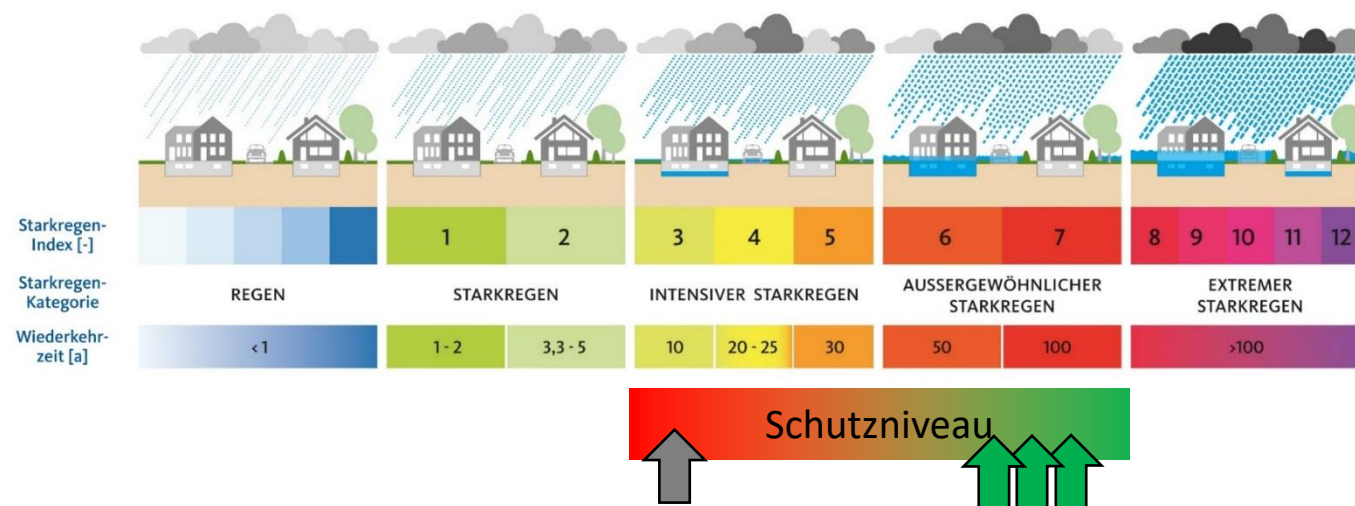 Starkregen-
Index [-]
1 2 3 4 5 6 7 8 9 10 11 12
Starkregen-
Kategorie
REGEN
STARKREGEN
INTENSIVER STARKREGEN
AUSSERGEWÖHNLICHER
STARKREGEN
EXTREMER
STARKREGEN
Wiederkehr-
zeit [a]
< 1 1 - 2 3,3 - 5 10 20 - 25 30 50 100 >100
Schutzniveau